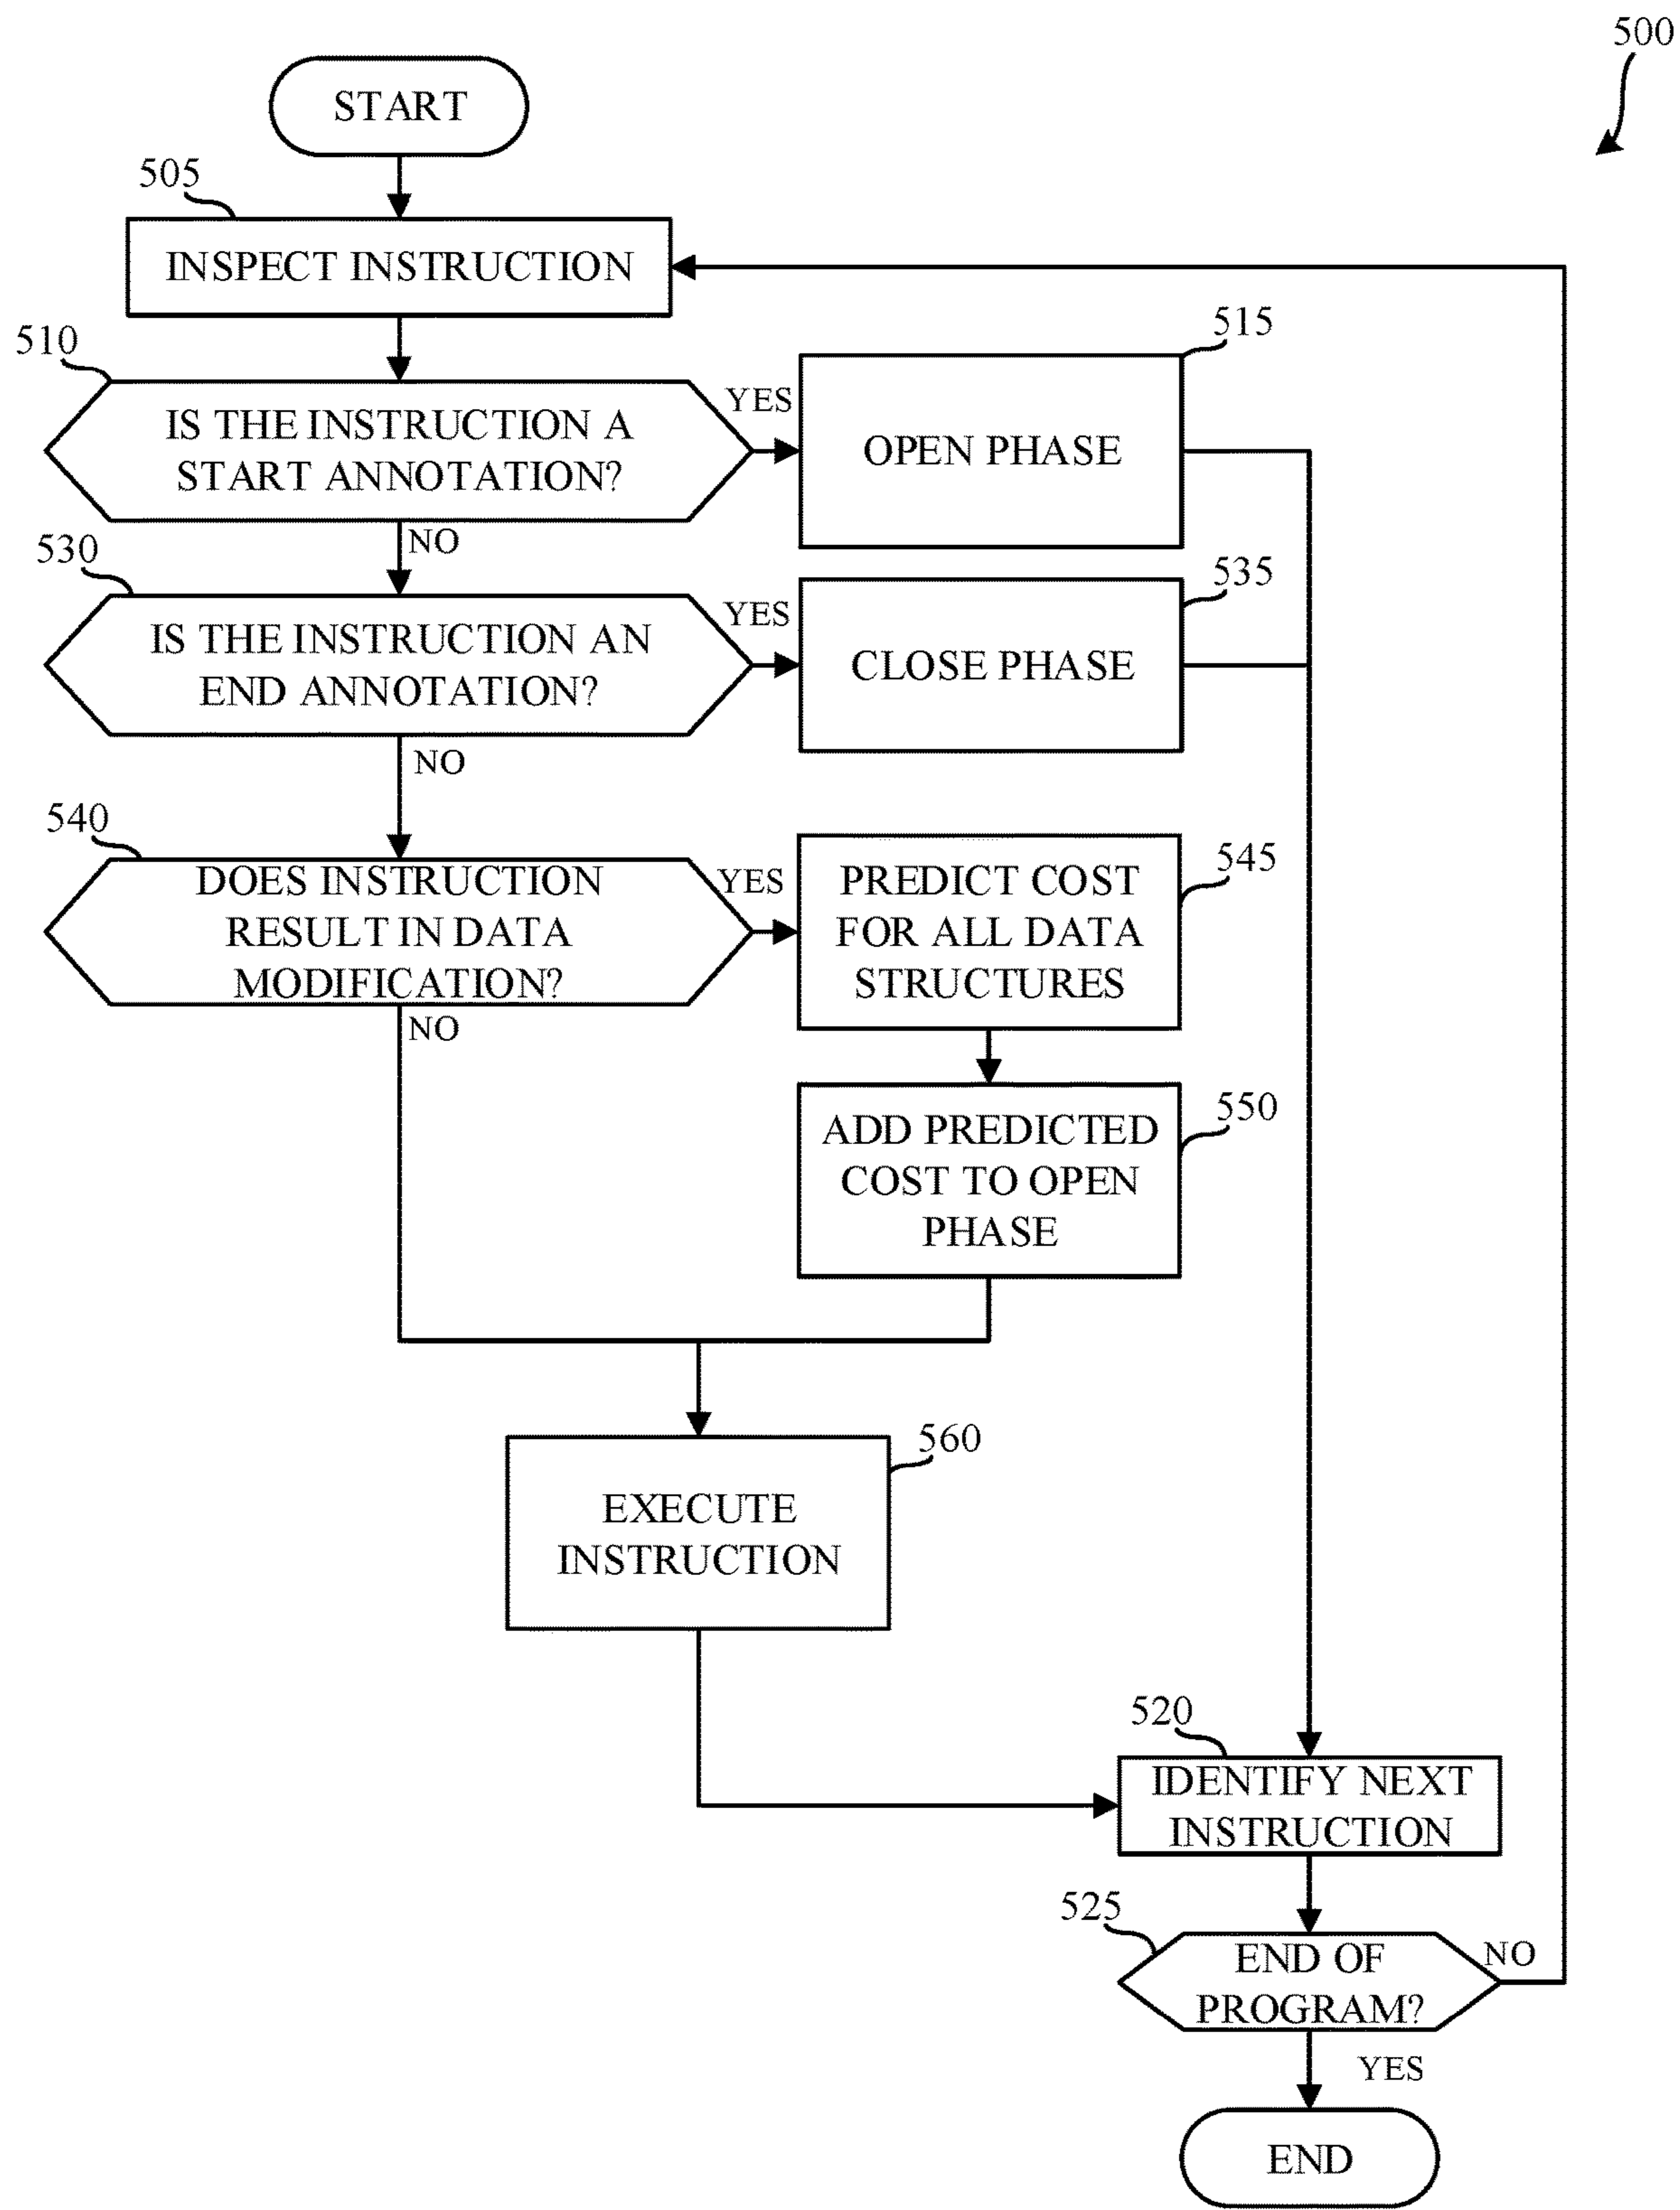 500
START
505
INSPECT INSTRUCTION
510
IS THE INSTRUCTION A
START ANNOTATION?
YES
515
OPEN PHASE
NO
530
IS THE INSTRUCTION AN
END ANNOTATION?
YES
535
CLOSE PHASE
NO
540
DOES INSTRUCTION
RESULT IN DATA
MODIFICATION?
YES
545
PREDICT COST
FOR ALL DATA
STRUCTURES
NO
550
ADD PREDICTED
COST TO OPEN
PHASE
560
EXECUTE
INSTRUCTION
520
IDENTIFY NEXT
INSTRUCTION
525
END OF
PROGRAM?
NO
YES
END